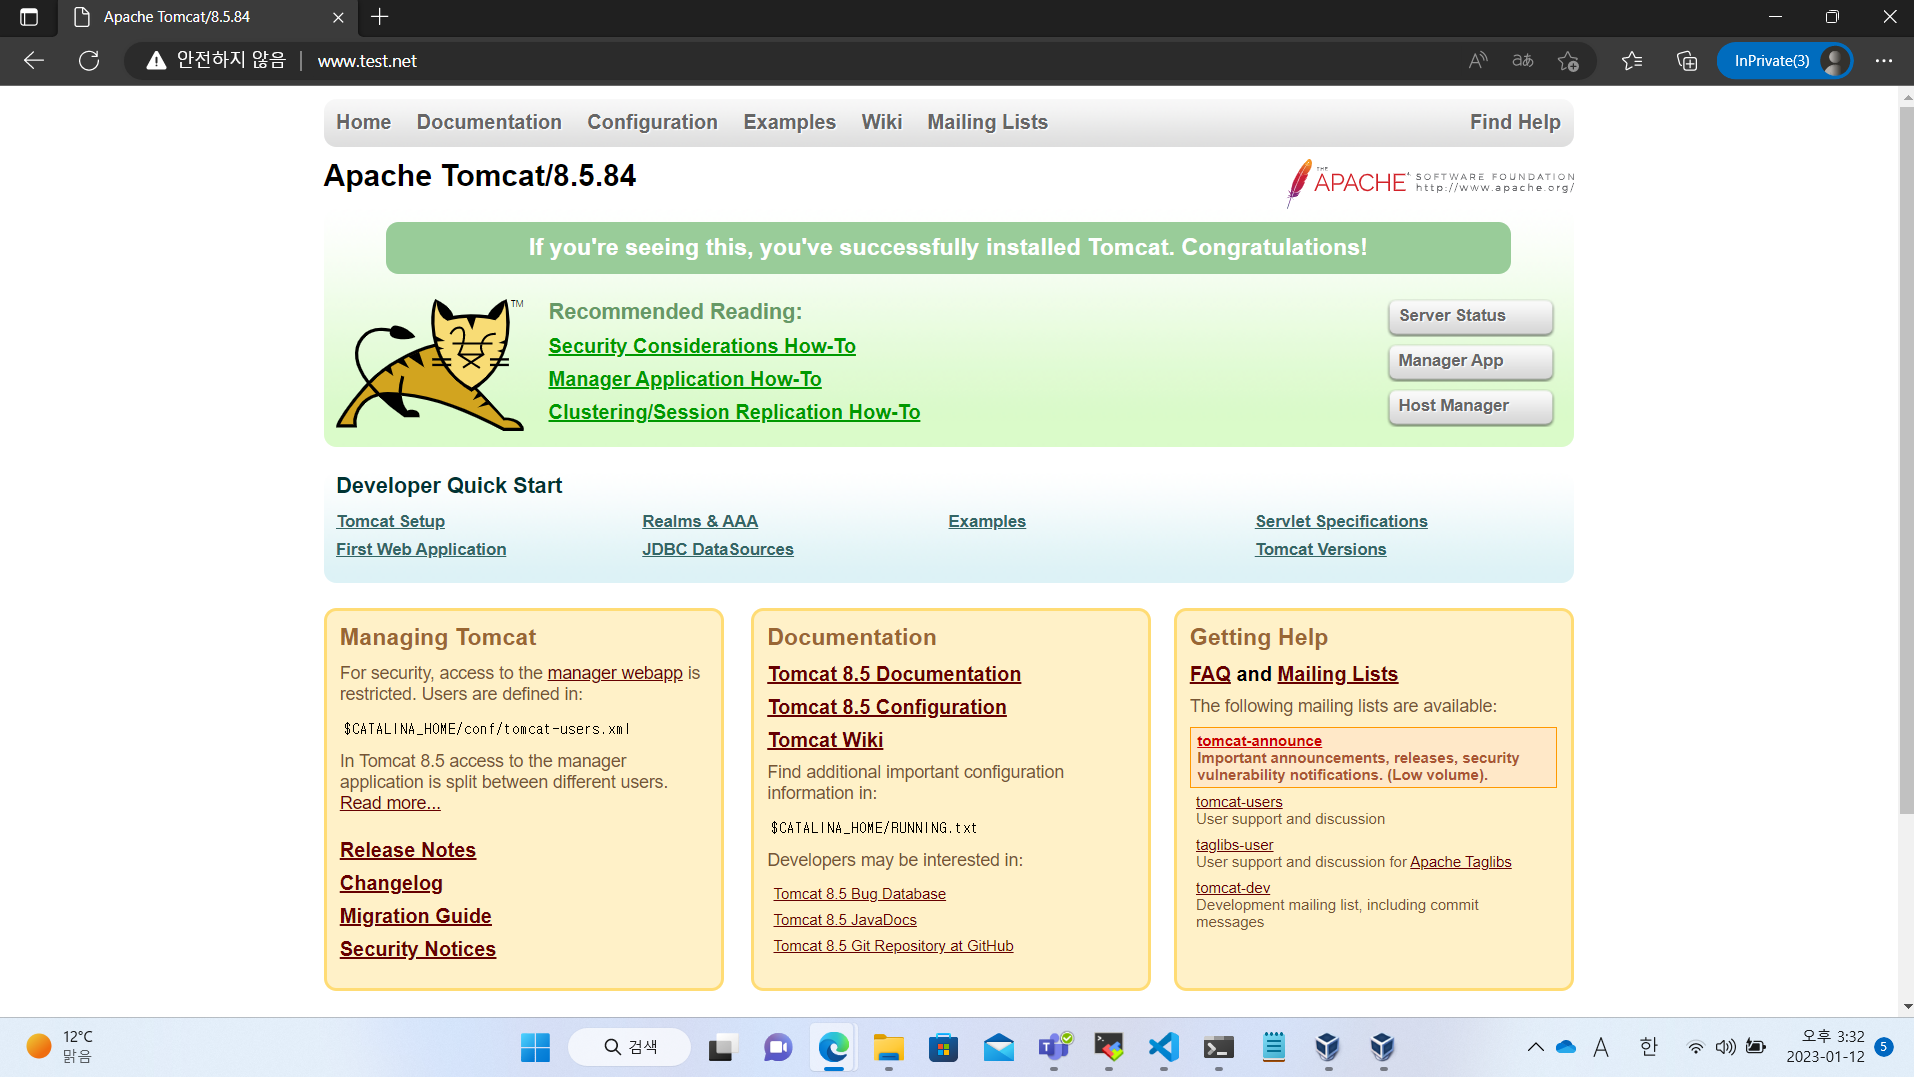 Apache Tomcat/8.5.84
안전하지 않음 | www.test.net
InPrivate(3)
Home Documentation Configuration Examples Wiki Mailing Lists Find Help
Apache Tomcat/8.5.84
THE APACHE SOFTWARE FOUNDATION
http://www.apache.org/
If you're seeing this, you've successfully installed Tomcat. Congratulations!
TM
Recommended Reading:
Security Considerations How-To
Manager Application How-To
Clustering/Session Replication How-To
Server Status
Manager App
Host Manager
Developer Quick Start
Tomcat Setup Realms & AAA Examples Servlet Specifications
First Web Application JDBC DataSources Tomcat Versions
Managing Tomcat
For security, access to the manager webapp is
restricted. Users are defined in:
$CATALINA_HOME/conf/tomcat-users.xml
In Tomcat 8.5 access to the manager
application is split between different users.
Read more...
Release Notes
Changelog
Migration Guide
Security Notices
Documentation
Tomcat 8.5 Documentation
Tomcat 8.5 Configuration
Tomcat Wiki
Find additional important configuration
information in:
$CATALINA_HOME/RUNNING.txt
Developers may be interested in:
Tomcat 8.5 Bug Database
Tomcat 8.5 JavaDocs
Tomcat 8.5 Git Repository at GitHub
Getting Help
FAQ and Mailing Lists
The following mailing lists are available:
tomcat-announce
Important announcements, releases, security
vulnerability notifications. (Low volume).
tomcat-users
User support and discussion
taglibs-user
User support and discussion for Apache Taglibs
tomcat-dev
Development mailing list, including commit
messages
12°C
맑음
검색
A 한
오후 3:32
2023-01-12
5